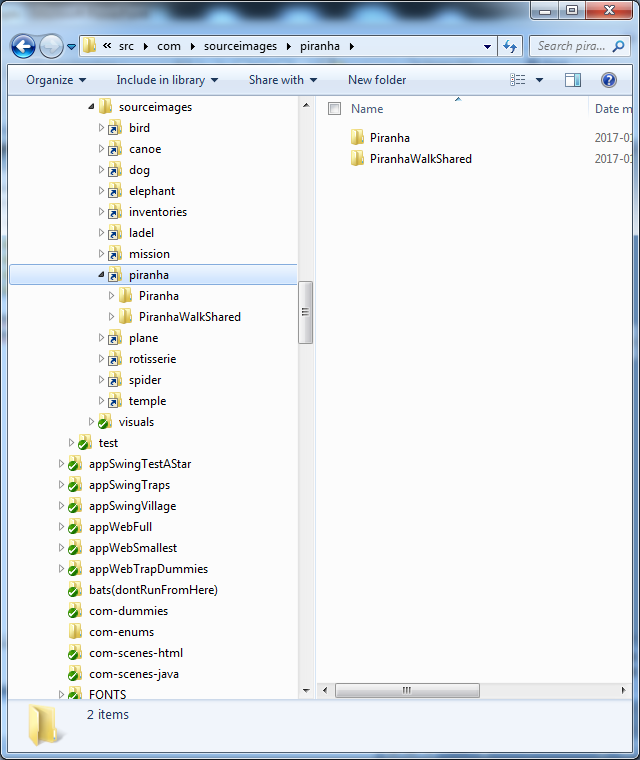 « src com sourceimages piranha
Search pira...
Organize Include in library Share with New folder
sourceimages
bird
canoe
dog
elephant
inventories
ladel
mission
piranha
Piranha
PiranhaWalkShared
plane
rotisserie
spider
temple
visuals
test
appSwingTestAStar
appSwingTraps
appSwingVillage
appWebFull
appWebSmallest
appWebTrapDummies
bats(dontRunFromHere)
com-dummies
com-enums
com-scenes-html
com-scenes-java
FONTS
Name Date m
Piranha 2017-01
PiranhaWalkShared 2017-01
2 items